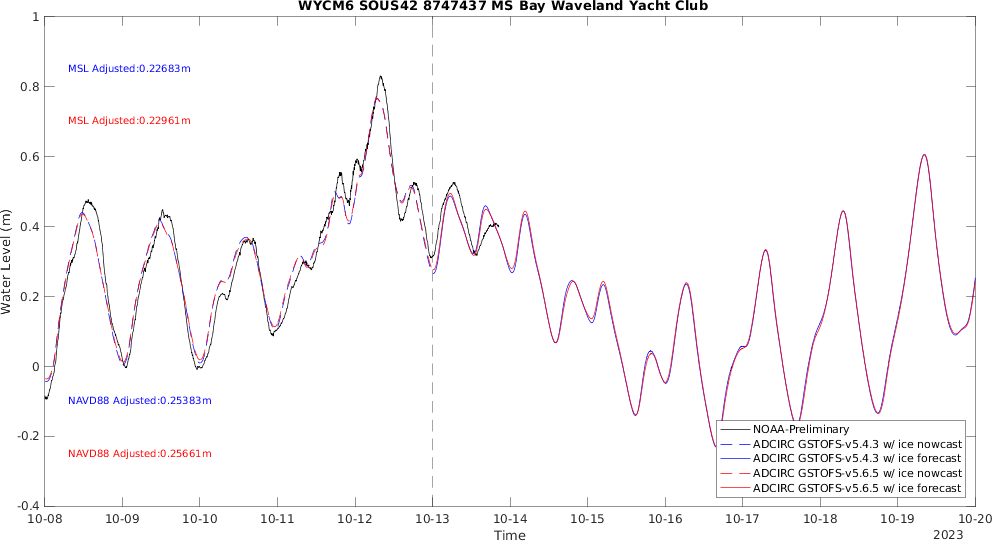 WYCM6 SOUS42 8747437 MS Bay Waveland Yacht Club
1
0.8
0.6
0.4
0.2
0
-0.2
-0.4
Water Level (m)
MSL Adjusted:0.22683m
MSL Adjusted:0.22961m
NAVD88 Adjusted:0.25383m
NAVD88 Adjusted:0.25661m
NOAA-Preliminary
ADCIRC GSTOFS-v5.4.3 w/ ice nowcast
ADCIRC GSTOFS-v5.4.3 w/ ice forecast
ADCIRC GSTOFS-v5.6.5 w/ ice nowcast
ADCIRC GSTOFS-v5.6.5 w/ ice forecast
10-08 10-09 10-10 10-11 10-12 10-13 10-14 10-15 10-16 10-17 10-18 10-19 10-20
Time
2023